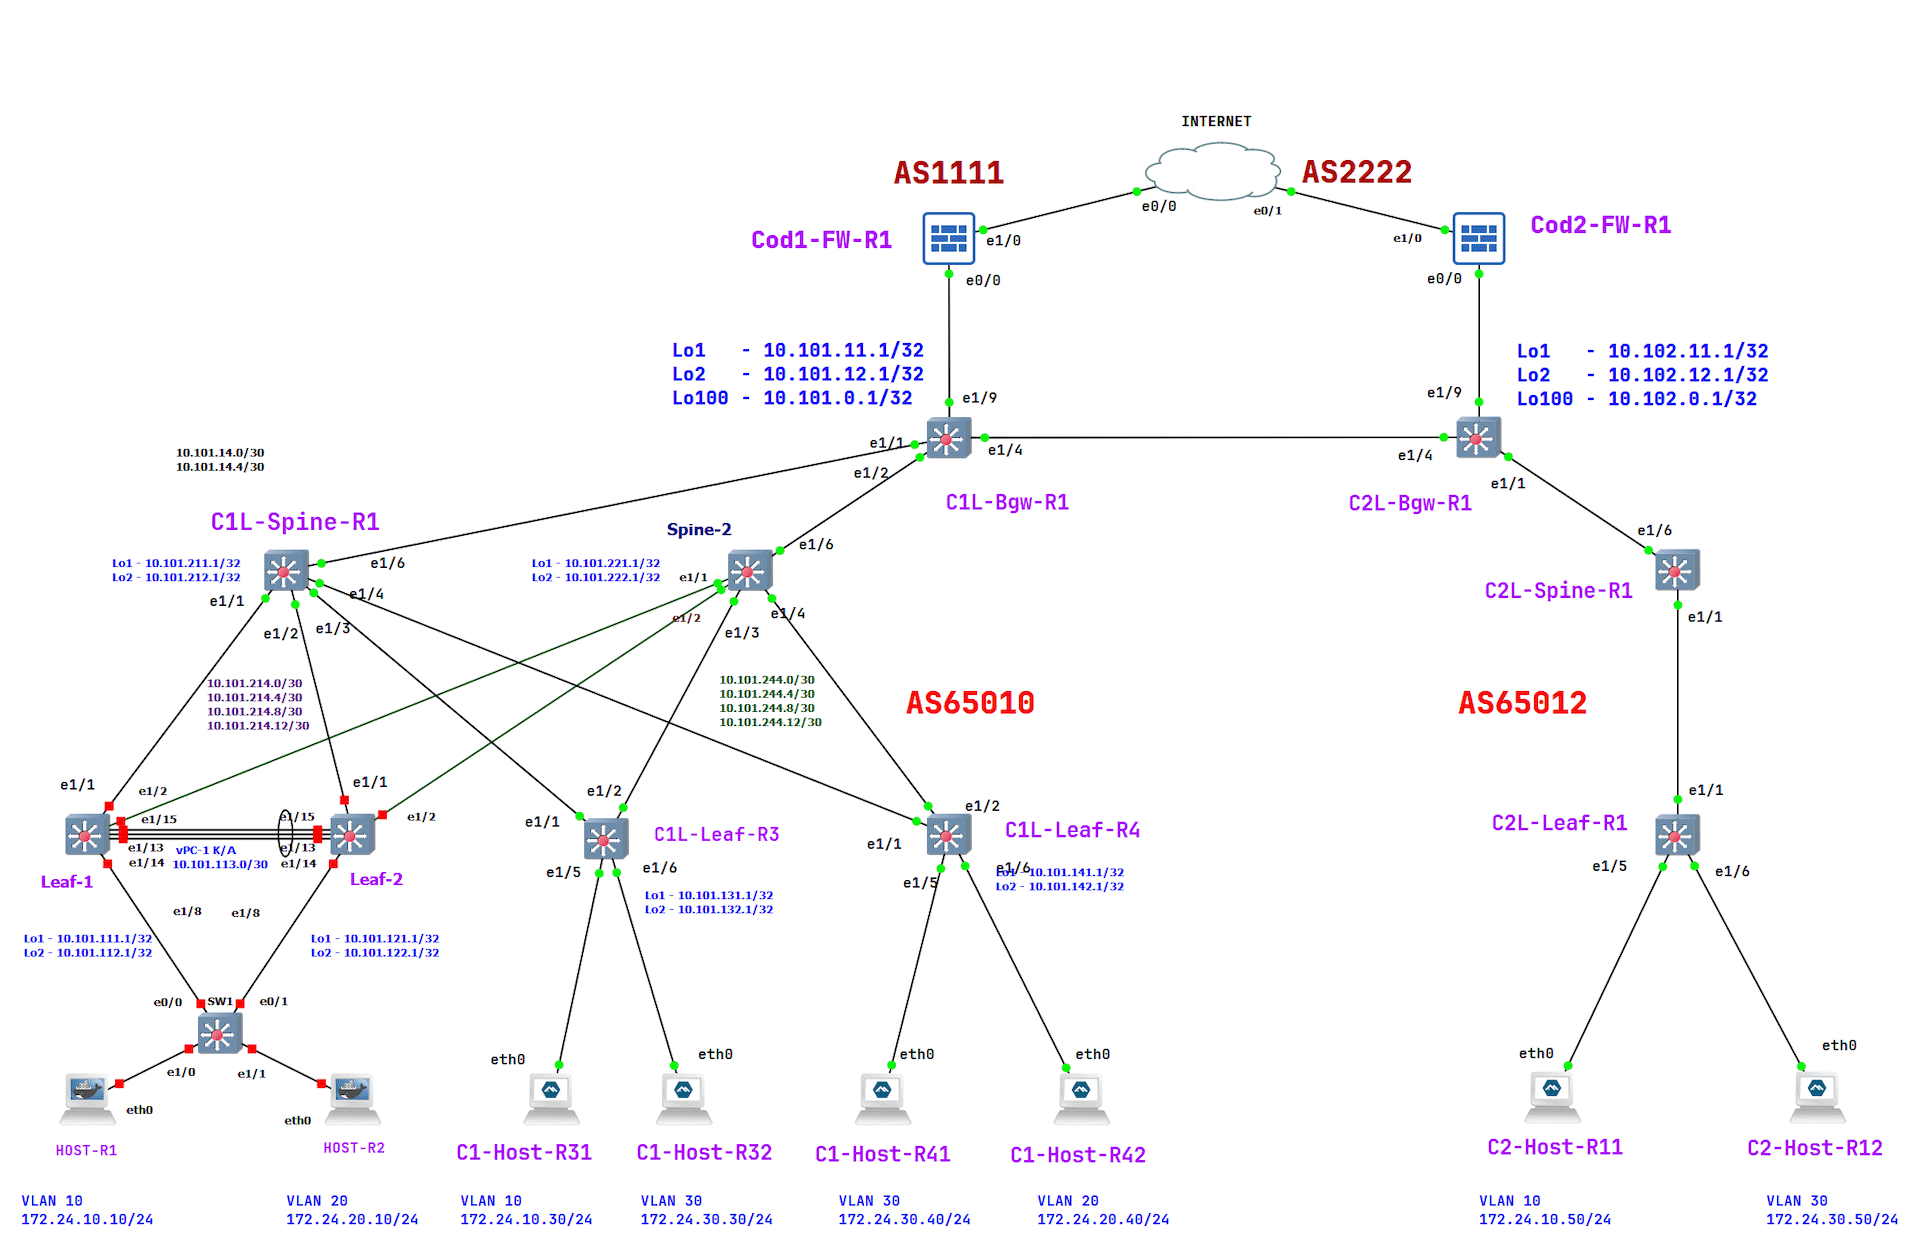 INTERNET
AS1111
AS2222
e0/0
e0/1
Cod1-FW-R1
e1/0
e1/0
Cod2-FW-R1
e0/0
e0/0
Lo1   - 10.101.11.1/32
Lo2   - 10.101.12.1/32
Lo100 - 10.101.0.1/32
Lo1   - 10.102.11.1/32
Lo2   - 10.102.12.1/32
Lo100 - 10.102.0.1/32
e1/9
e1/9
e1/1
e1/4
e1/4
e1/2
e1/1
C1L-Bgw-R1
C2L-Bgw-R1
10.101.14.0/30
10.101.14.4/30
C1L-Spine-R1
Spine-2
e1/6
e1/6
e1/6
Lo1 - 10.101.211.1/32
Lo2 - 10.101.212.1/32
Lo1 - 10.101.221.1/32
Lo2 - 10.101.222.1/32
e1/1
C2L-Spine-R1
e1/1
e1/4
e1/2
e1/3
e1/2
e1/3
e1/4
e1/1
10.101.214.0/30
10.101.214.4/30
10.101.214.8/30
10.101.214.12/30
10.101.244.0/30
10.101.244.4/30
10.101.244.8/30
10.101.244.12/30
AS65010
AS65012
e1/1
e1/2
e1/1
e1/2
e1/2
e1/1
e1/15
e1/15
e1/2
e1/1
C1L-Leaf-R3
C1L-Leaf-R4
C2L-Leaf-R1
e1/13
vPC-1 K/A
e1/13
e1/1
e1/14
10.101.113.0/30
e1/14
Leaf-1
Leaf-2
e1/5
e1/6
e1/5
e1/6
e1/5
e1/6
Lo1 - 10.101.131.1/32
Lo2 - 10.101.132.1/32
Lo1 - 10.101.141.1/32
Lo2 - 10.101.142.1/32
e1/8
e1/8
Lo1 - 10.101.111.1/32
Lo2 - 10.101.112.1/32
Lo1 - 10.101.121.1/32
Lo2 - 10.101.122.1/32
e0/0
SW1
e0/1
e1/0
e1/1
eth0
eth0
eth0
eth0
eth0
eth0
eth0
eth0
HOST-R1
HOST-R2
C1-Host-R31
C1-Host-R32
C1-Host-R41
C1-Host-R42
C2-Host-R11
C2-Host-R12
VLAN 10
172.24.10.10/24
VLAN 20
172.24.20.10/24
VLAN 10
172.24.10.30/24
VLAN 30
172.24.30.30/24
VLAN 30
172.24.30.40/24
VLAN 20
172.24.20.40/24
VLAN 10
172.24.10.50/24
VLAN 30
172.24.30.50/24